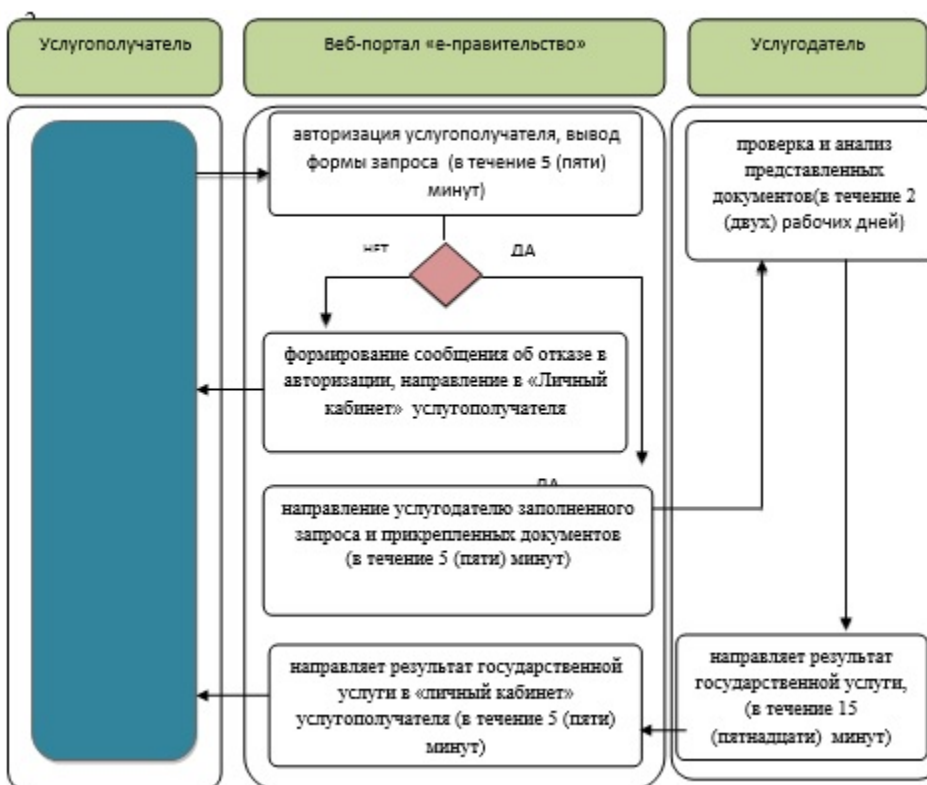 Услугополучатель
Веб-портал «е-правительство»
Услугодатель
авторизация услугополучателя, вывод
формы запроса (в течение 5 (пяти)
минут)
НЕТ
ДА
формирование сообщения об отказе в
авторизации, направление в «Личный
кабинет» услугополучателя
ДА
направление услугодателю заполненного
запроса и прикрепленных документов
(в течение 5 (пяти) минут)
направляет результат государственной
услуги в «личный кабинет»
услугополучателя (в течение 5 (пяти)
минут)
проверка и анализ
представленных
документов(в течение 2
(двух) рабочих дней)
направляет результат
государственной услуги,
(в течение 15
(пятнадцати) минут)